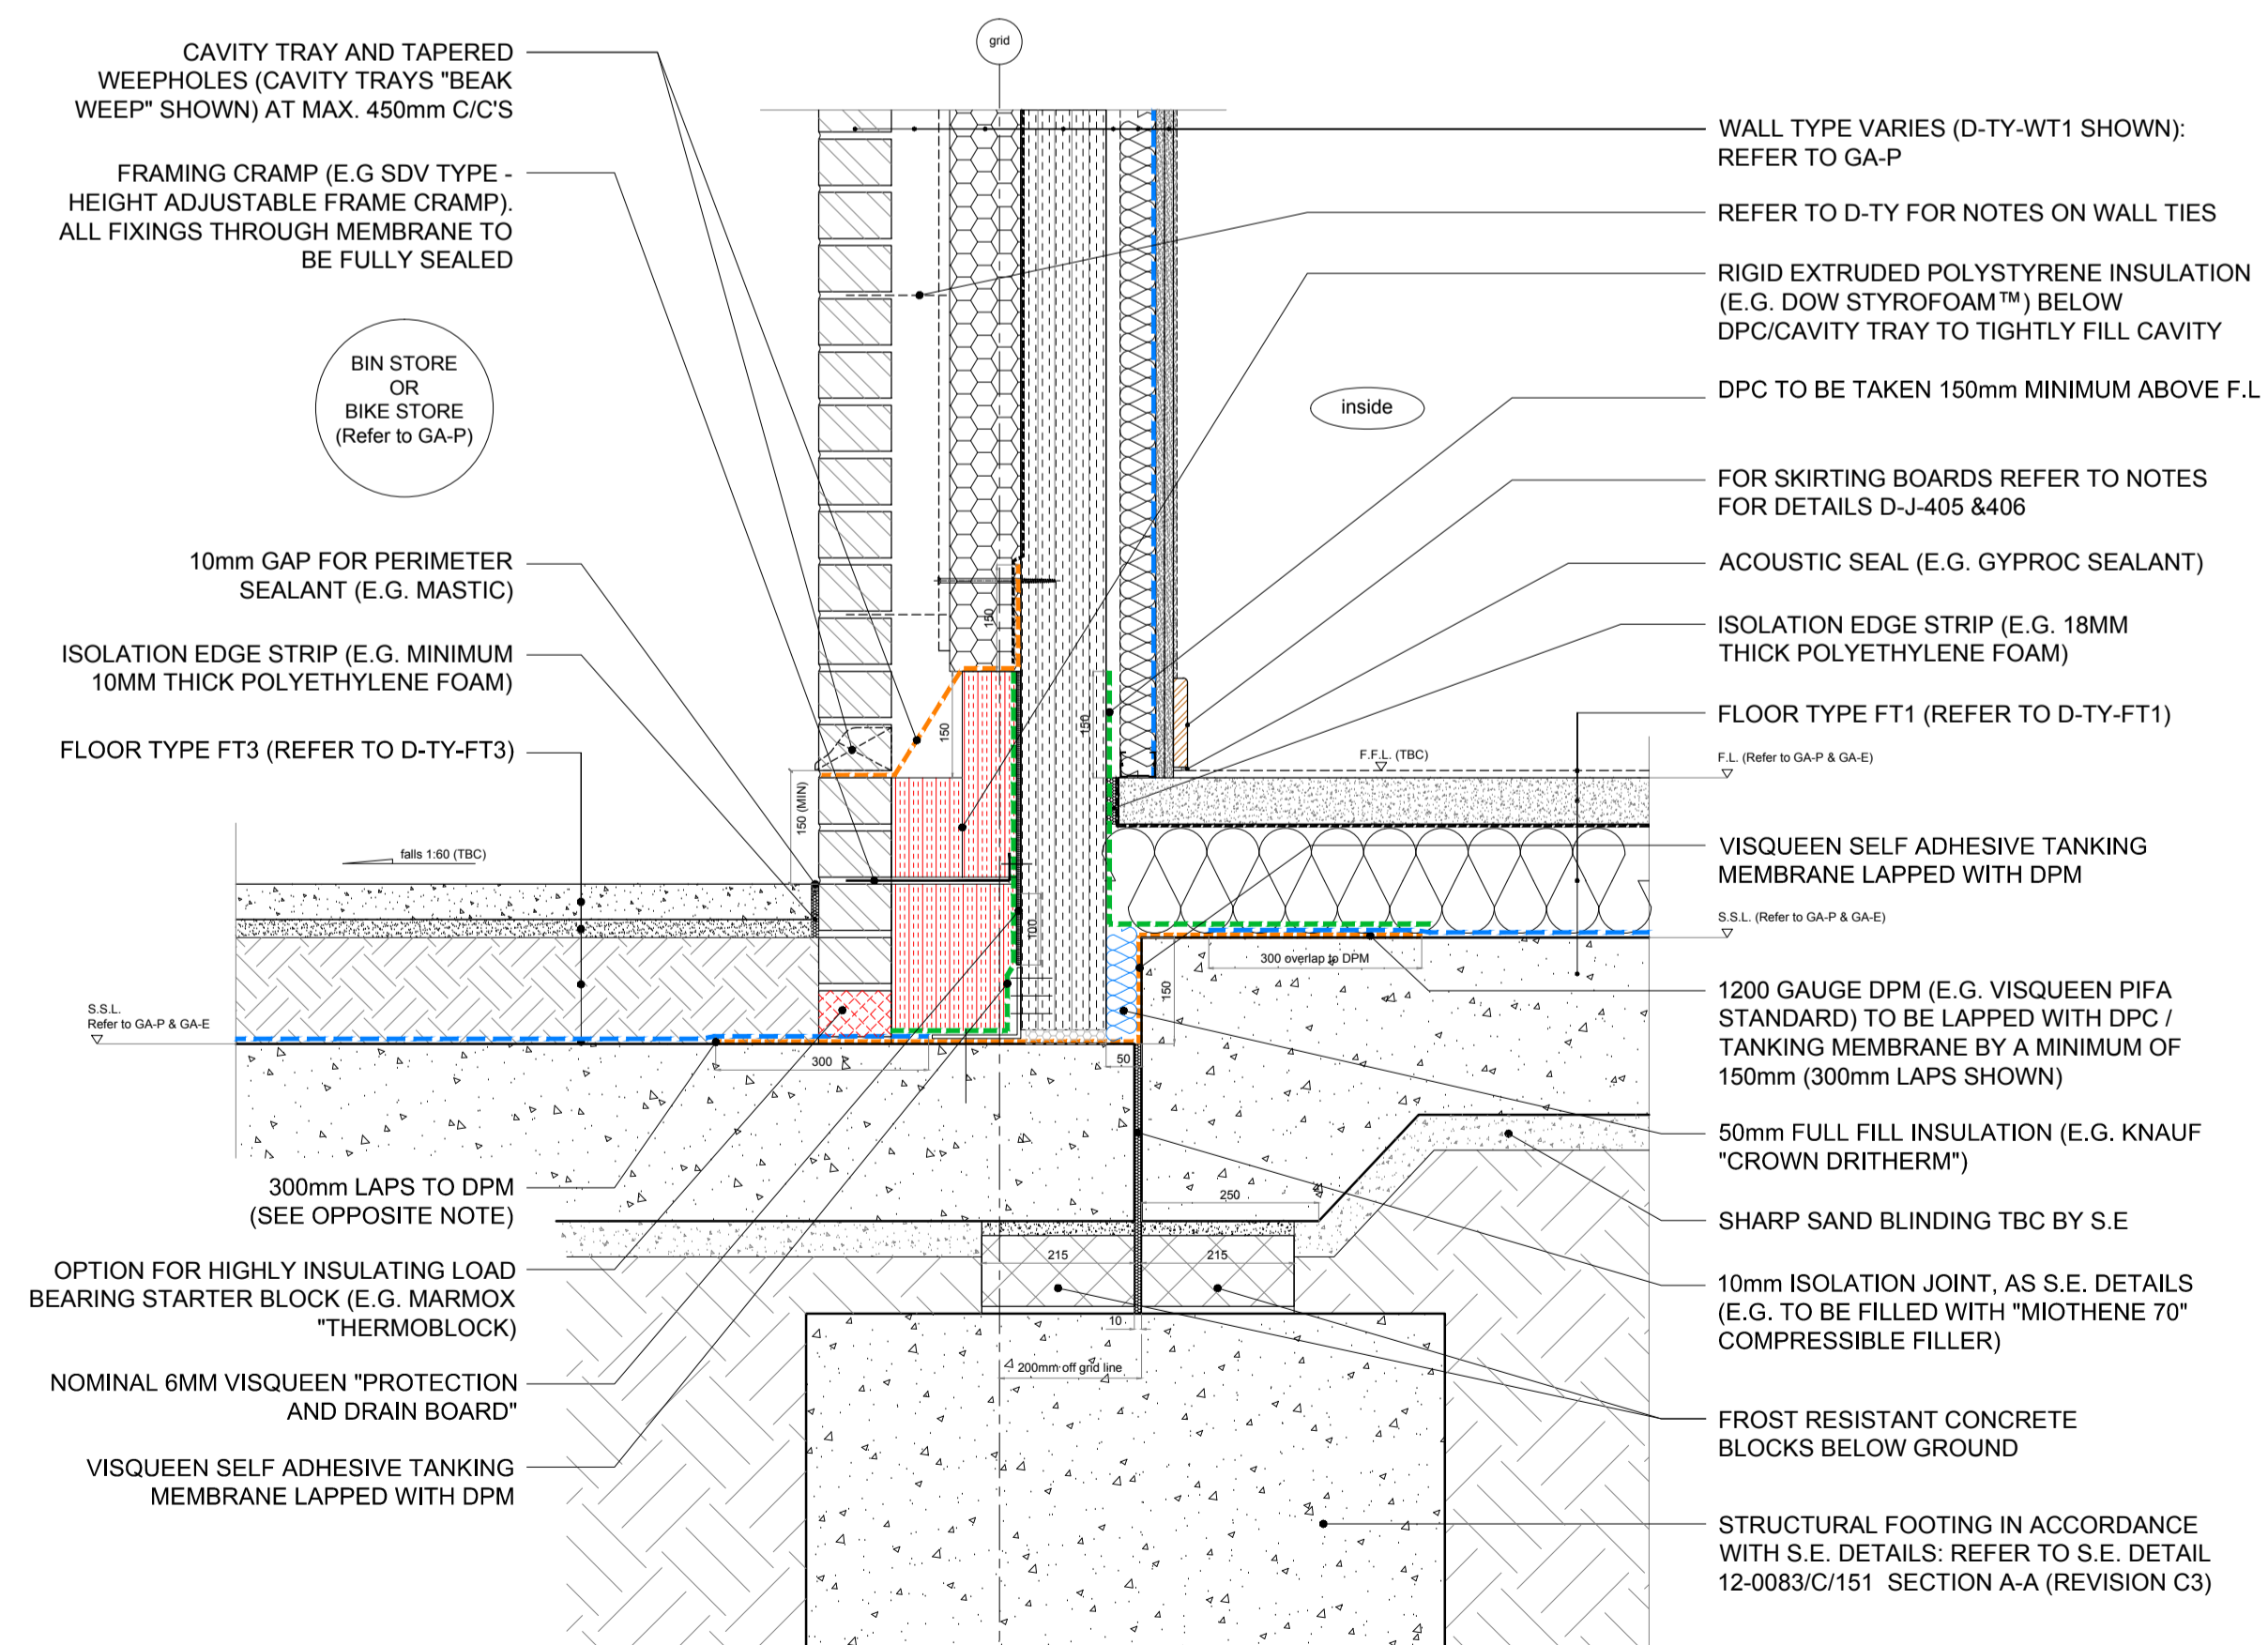 grid
CAVITY TRAY AND TAPERED
WEEPHOLES (CAVITY TRAYS "BEAK
WEEP" SHOWN) AT MAX. 450mm C/C'S
FRAMING CRAMP (E.G SDV TYPE -
HEIGHT ADJUSTABLE FRAME CRAMP).
ALL FIXINGS THROUGH MEMBRANE TO
BE FULLY SEALED
BIN STORE
OR
BIKE STORE
(Refer to GA-P)
10mm GAP FOR PERIMETER
SEALANT (E.G. MASTIC)
ISOLATION EDGE STRIP (E.G. MINIMUM
10MM THICK POLYETHYLENE FOAM)
FLOOR TYPE FT3 (REFER TO D-TY-FT3)
falls 1:60 (TBC)
S.S.L.
Refer to GA-P & GA-E
300mm LAPS TO DPM
(SEE OPPOSITE NOTE)
OPTION FOR HIGHLY INSULATING LOAD
BEARING STARTER BLOCK (E.G. MARMOX
"THERMOBLOCK)
NOMINAL 6MM VISQUEEN "PROTECTION
AND DRAIN BOARD"
VISQUEEN SELF ADHESIVE TANKING
MEMBRANE LAPPED WITH DPM
150
150
150
150 (MIN)
100
300
50
150
300 overlap to DPM
250
215
215
10
200mm off grid line
inside
F.F.L. (TBC)
WALL TYPE VARIES (D-TY-WT1 SHOWN):
REFER TO GA-P
REFER TO D-TY FOR NOTES ON WALL TIES
RIGID EXTRUDED POLYSTYRENE INSULATION
(E.G. DOW STYROFOAM™) BELOW
DPC/CAVITY TRAY TO TIGHTLY FILL CAVITY
DPC TO BE TAKEN 150mm MINIMUM ABOVE F.L
FOR SKIRTING BOARDS REFER TO NOTES
FOR DETAILS D-J-405 &406
ACOUSTIC SEAL (E.G. GYPROC SEALANT)
ISOLATION EDGE STRIP (E.G. 18MM
THICK POLYETHYLENE FOAM)
FLOOR TYPE FT1 (REFER TO D-TY-FT1)
F.L. (Refer to GA-P & GA-E)
VISQUEEN SELF ADHESIVE TANKING
MEMBRANE LAPPED WITH DPM
S.S.L. (Refer to GA-P & GA-E)
1200 GAUGE DPM (E.G. VISQUEEN PIFA
STANDARD) TO BE LAPPED WITH DPC /
TANKING MEMBRANE BY A MINIMUM OF
150mm (300mm LAPS SHOWN)
50mm FULL FILL INSULATION (E.G. KNAUF
"CROWN DRITHERM")
SHARP SAND BLINDING TBC BY S.E
10mm ISOLATION JOINT, AS S.E. DETAILS
(E.G. TO BE FILLED WITH "MIOTHENE 70"
COMPRESSIBLE FILLER)
FROST RESISTANT CONCRETE
BLOCKS BELOW GROUND
STRUCTURAL FOOTING IN ACCORDANCE
WITH S.E. DETAILS: REFER TO S.E. DETAIL
12-0083/C/151 SECTION A-A (REVISION C3)